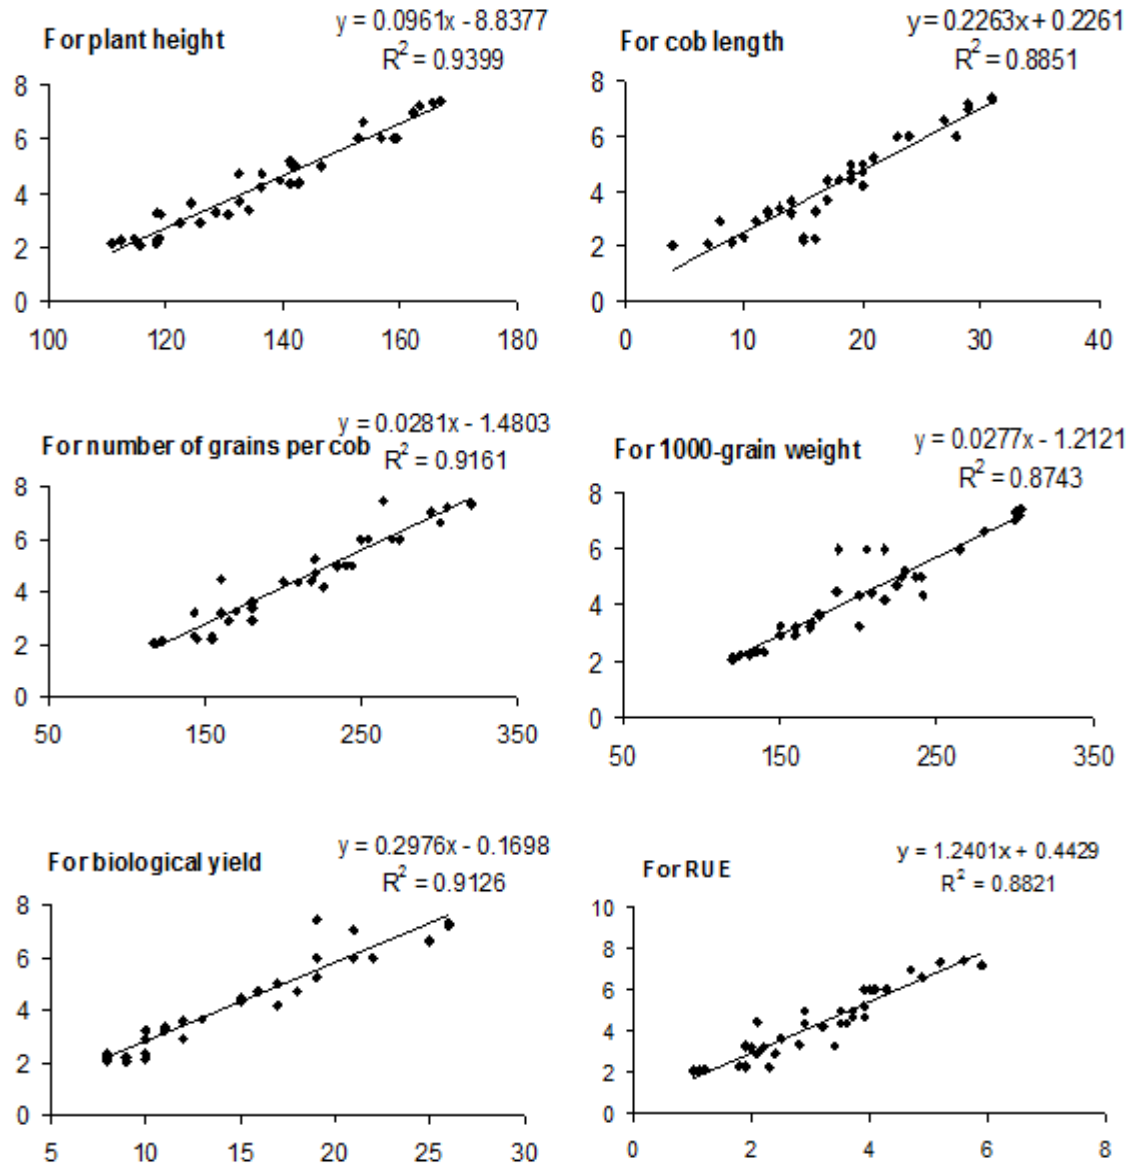 For plant height
y = 0.0961x - 8.8377
R² = 0.9399
8
6
4
2
0
100 120 140 160 180
For cob length
y = 0.2263x + 0.2261
R² = 0.8851
8
6
4
2
0
0 10 20 30 40
For number of grains per cob
y = 0.0281x - 1.4803
R² = 0.9161
8
6
4
2
0
50 150 250 350
For 1000-grain weight
y = 0.0277x - 1.2121
R² = 0.8743
8
6
4
2
0
50 150 250 350
For biological yield
y = 0.2976x - 0.1698
R² = 0.9126
8
6
4
2
0
5 10 15 20 25 30
For RUE
y = 1.2401x + 0.4429
R² = 0.8821
10
8
6
4
2
0
0 2 4 6 8